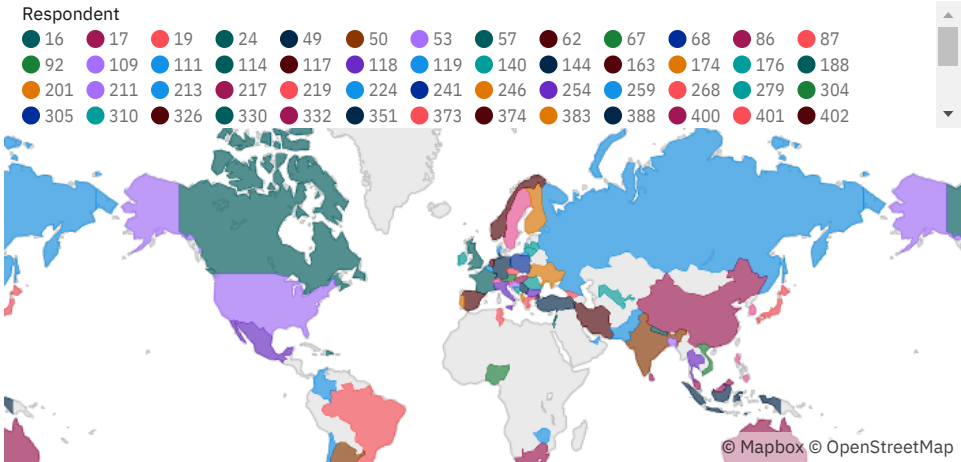 Respondent
16 17 19 24 49 50 53 57 62 67 68 86 87
92 109 111 114 117 118 119 140 144 163 174 176 188
201 211 213 217 219 224 241 246 254 259 268 279 304
305 310 326 330 332 351 373 374 383 388 400 401 402
© Mapbox © OpenStreetMap